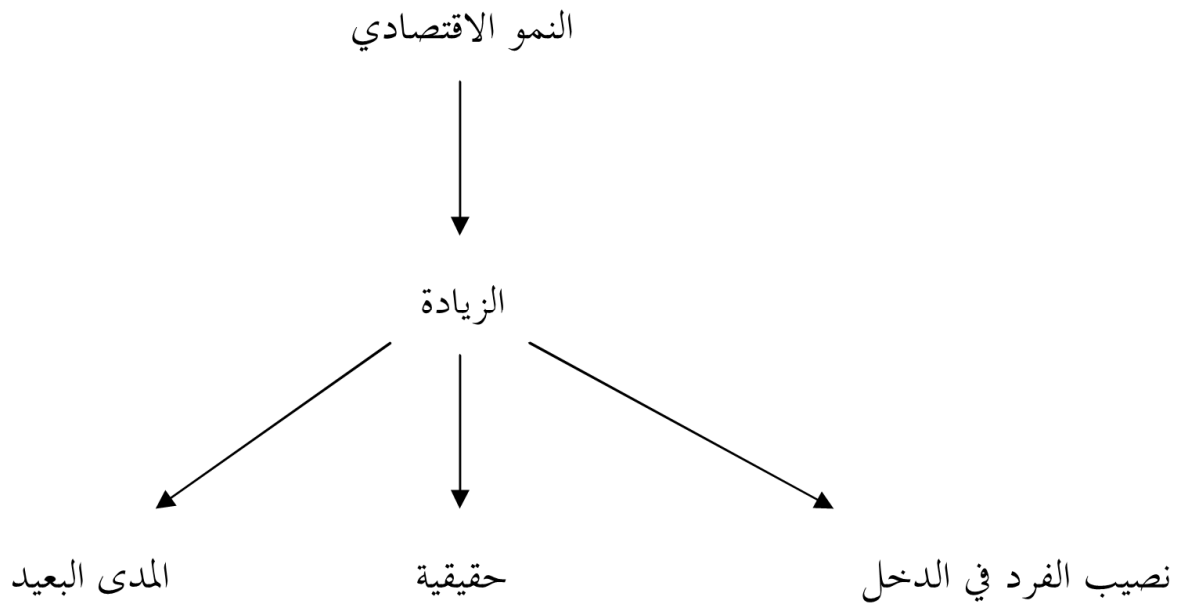 النمو الاقتصادي
الزيادة
نصيب الفرد في الدخل
حقيقية
المدى البعيد